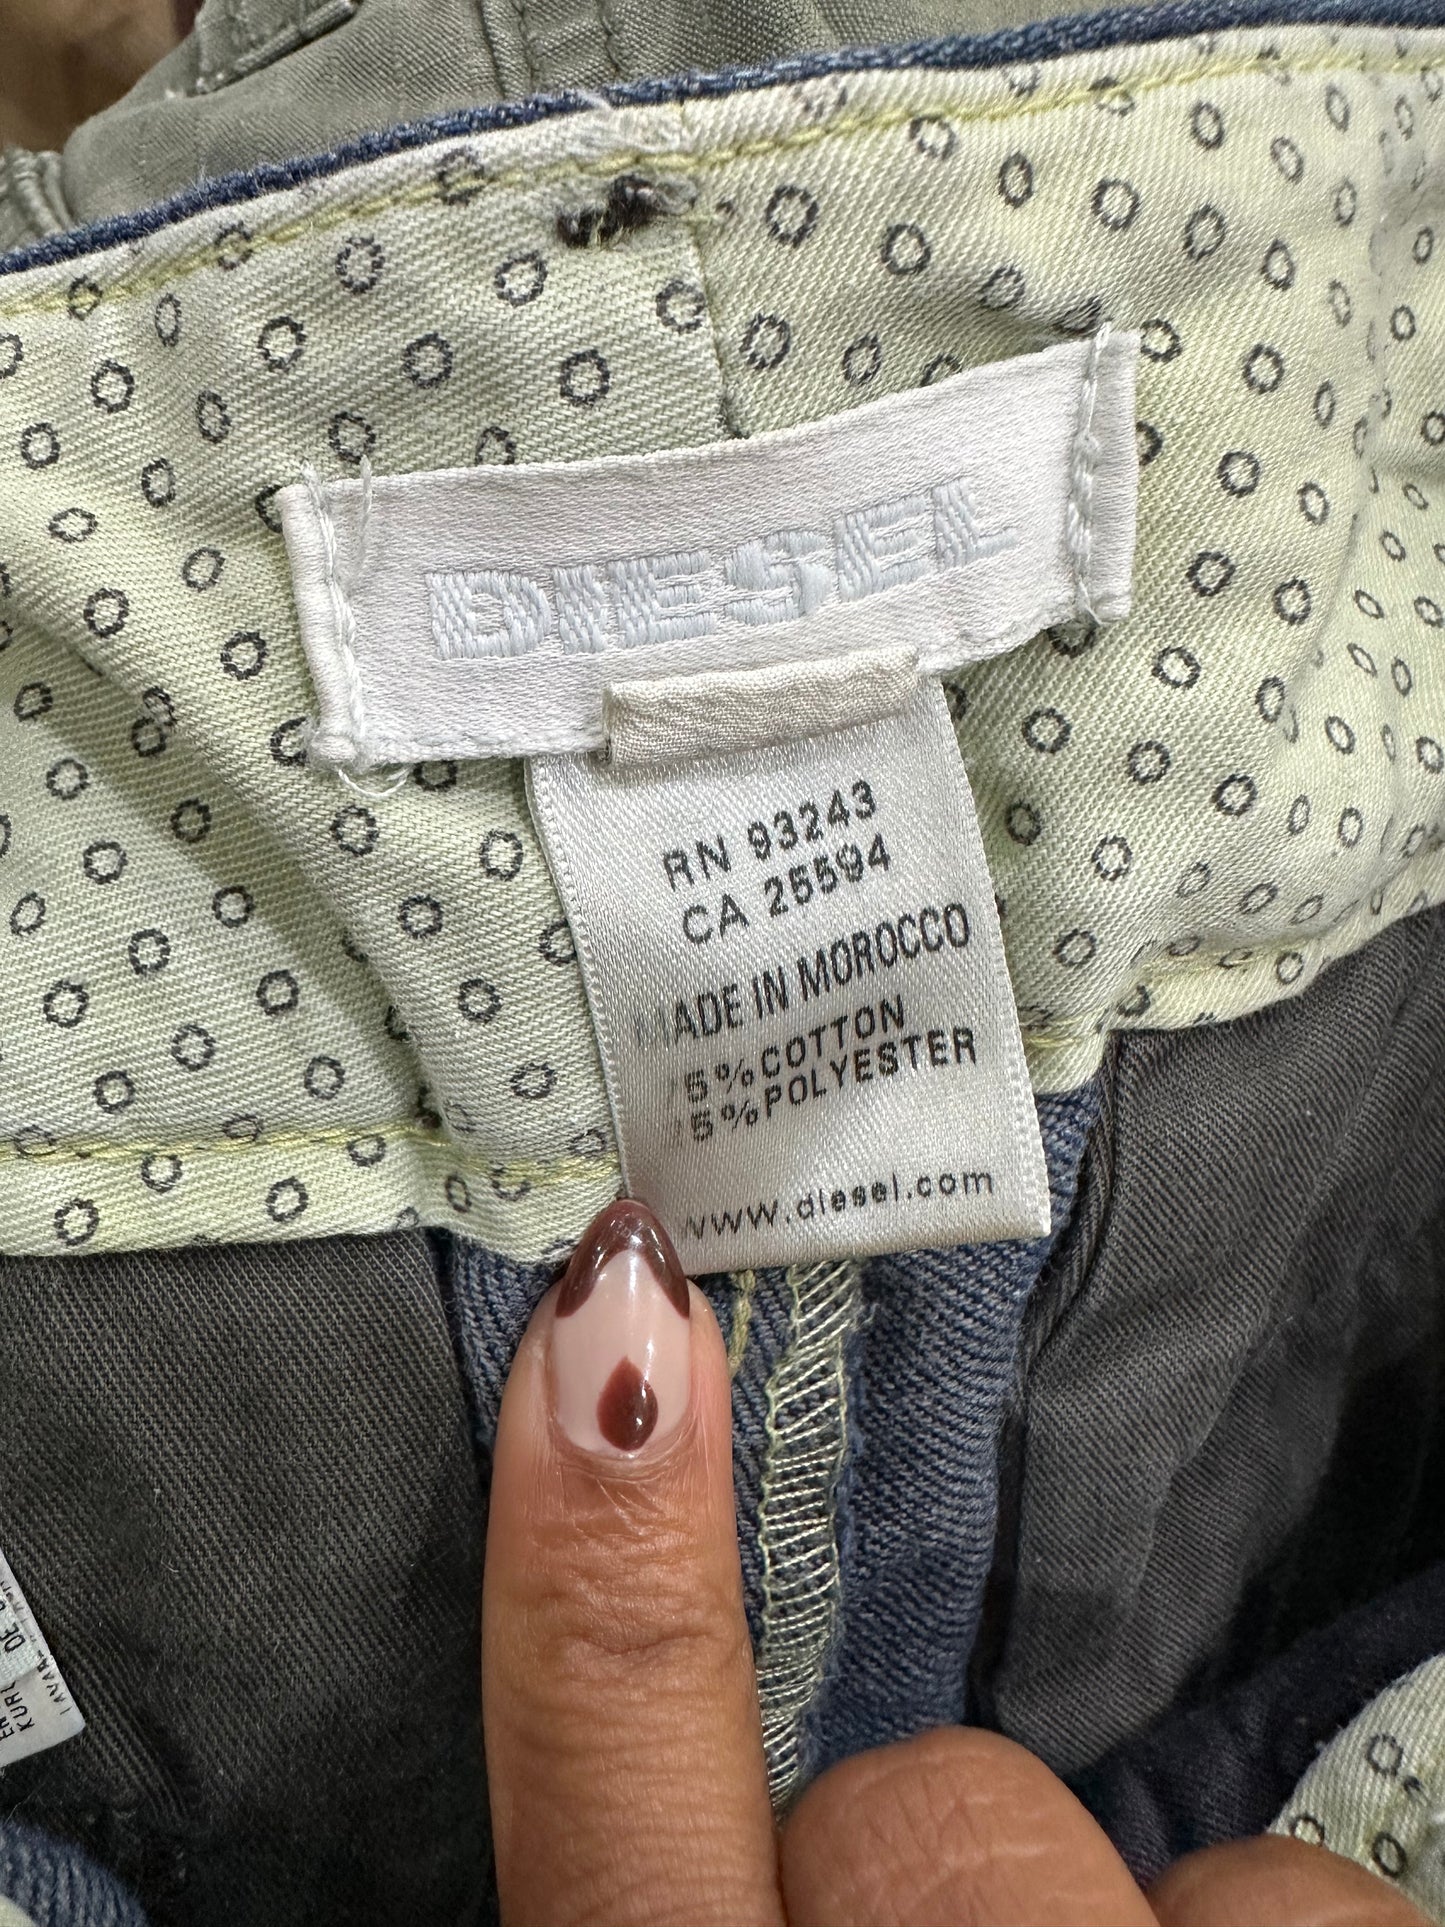 DIESEL
RN 93243
CA 25594
MADE IN MOROCCO
5%COTTON
5%POLYESTER
www.diesel.com